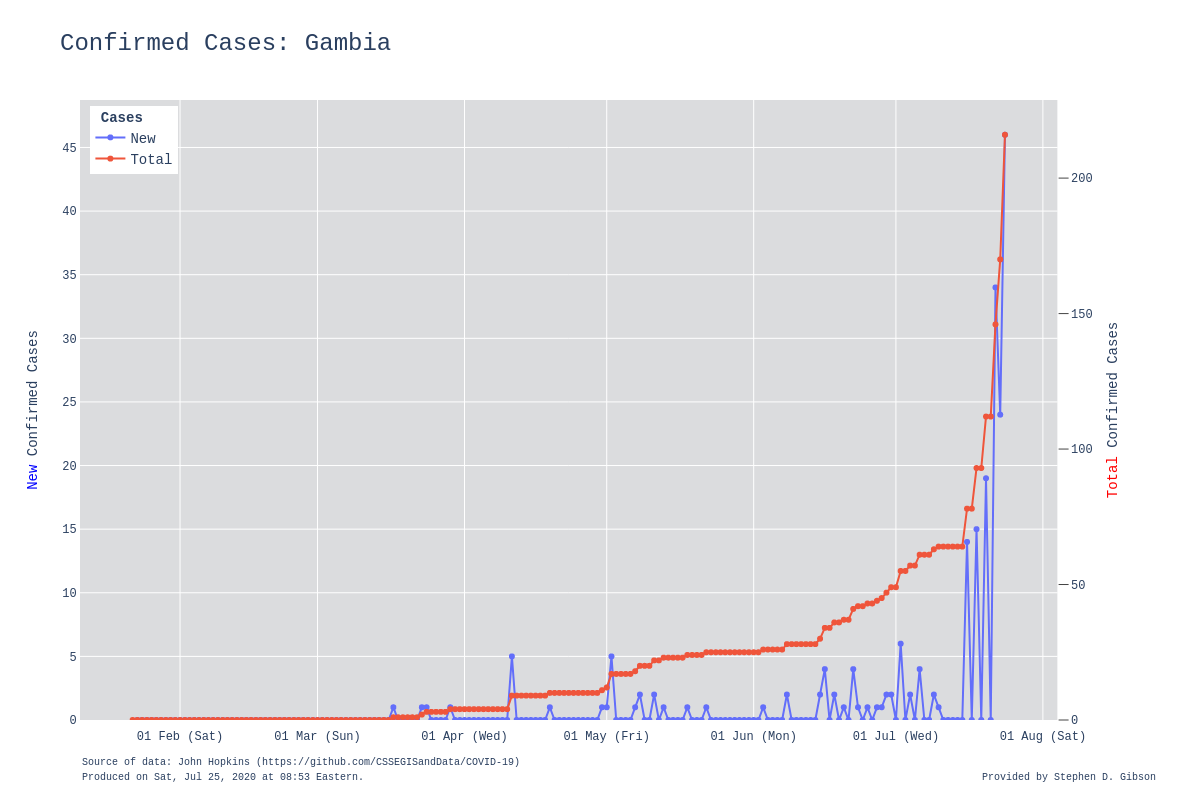 Confirmed Cases: Gambia
Cases
New
Total
45
40
35
30
25
20
15
10
5
0
New Confirmed Cases
200
150
100
50
0
Total Confirmed Cases
01 Feb (Sat)
01 Mar (Sun)
01 Apr (Wed)
01 May (Fri)
01 Jun (Mon)
01 Jul (Wed)
01 Aug (Sat)
Source of data: John Hopkins (https://github.com/CSSEGISandData/COVID-19)
Produced on Sat, Jul 25, 2020 at 08:53 Eastern.
Provided by Stephen D. Gibson